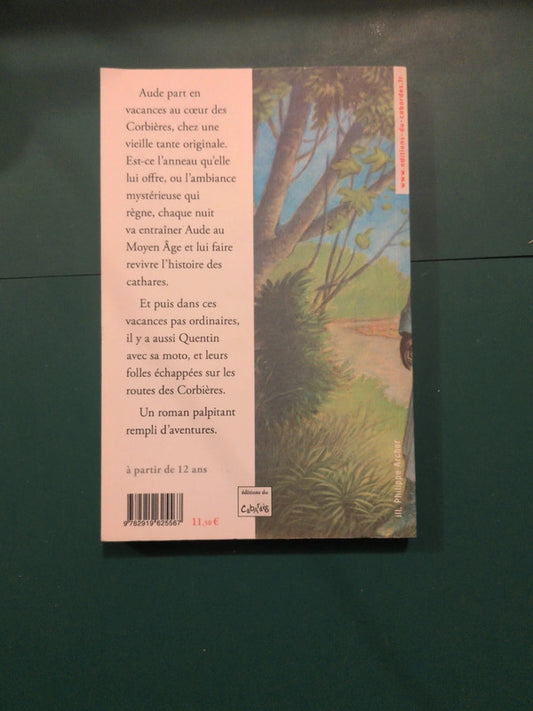 Aude part en
vacances au cœur des
Corbières, chez une
vieille tante originale.
Est-ce l'anneau qu'elle
lui offre, ou l'ambiance
mystérieuse qui
règne, chaque nuit
va entraîner Aude au
Moyen Âge et lui faire
revivre l'histoire des
cathares.
Et puis dans ces
vacances pas ordinaires,
il y a aussi Quentin
avec sa moto, et leurs
folles échappées sur les
routes des Corbières.
Un roman palpitant
rempli d'aventures.
à partir de 12 ans
9 782919 625567
11,50 €
éditions du
Cabardès
www.editions-du-cabardes.fr
ill. Philippe Archer